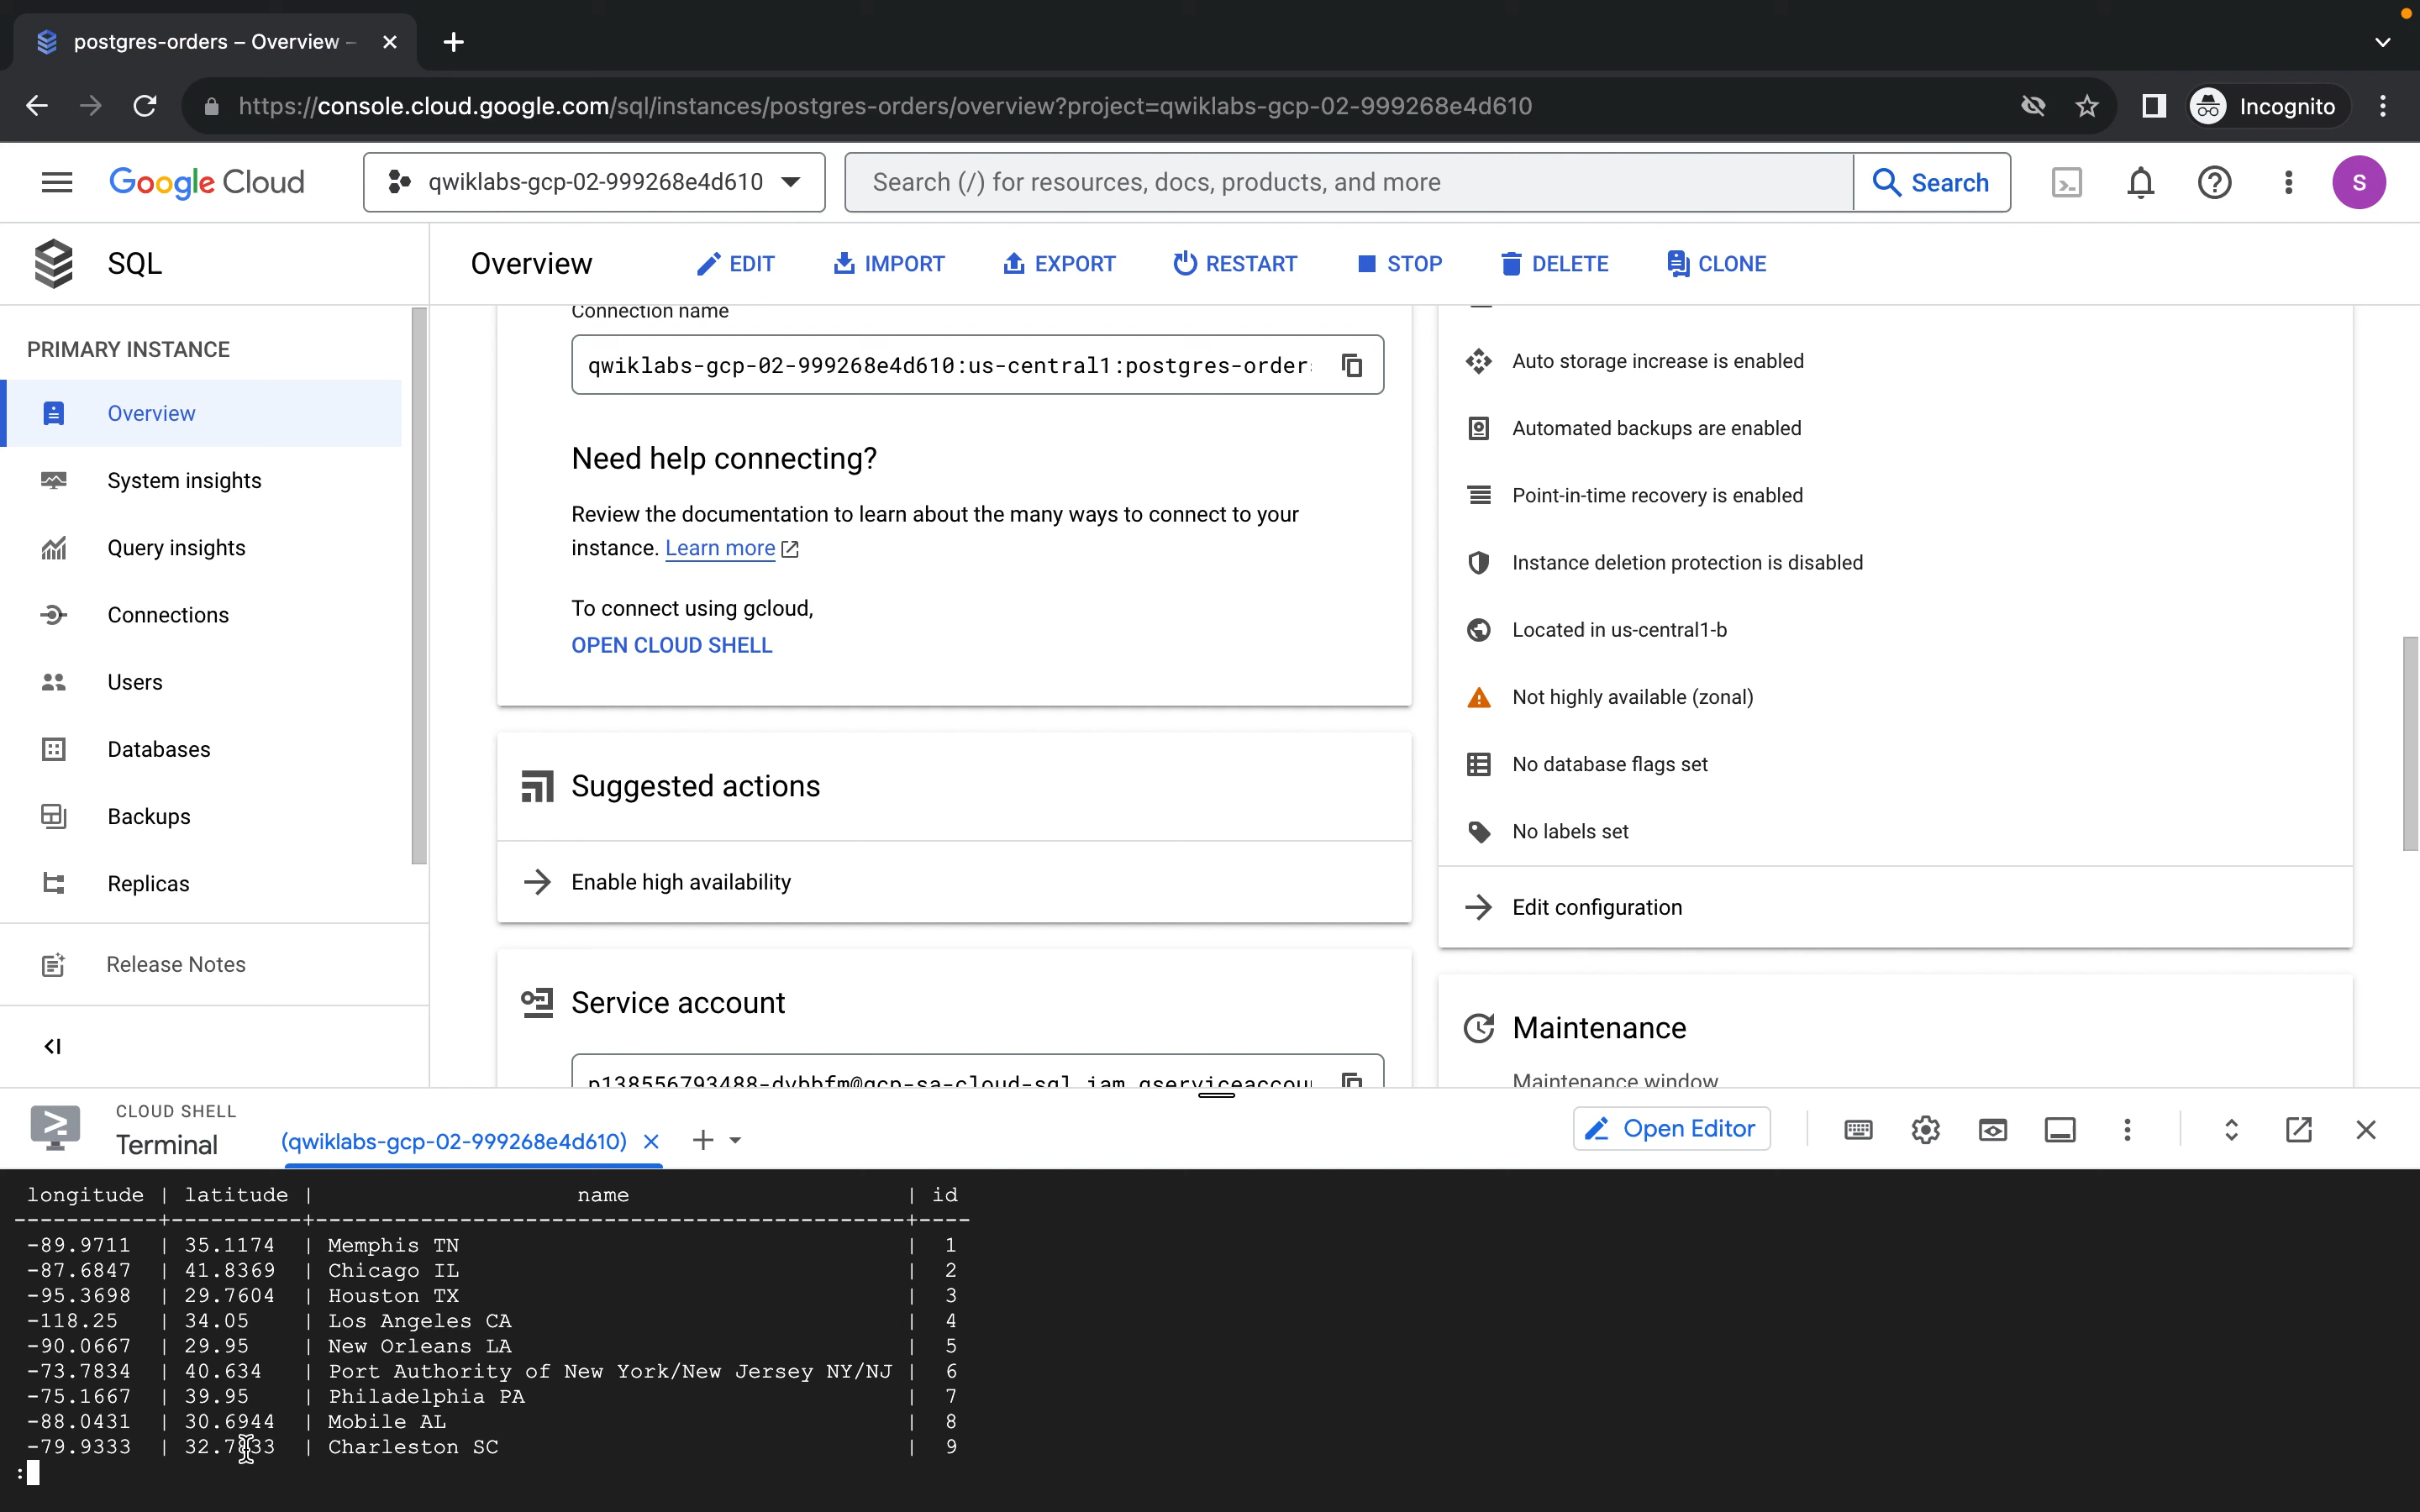 postgres-orders – Overview –
https://console.cloud.google.com/sql/instances/postgres-orders/overview?project=qwiklabs-gcp-02-999268e4d610
Incognito
Google Cloud
qwiklabs-gcp-02-999268e4d610
Search (/) for resources, docs, products, and more
Search
S
SQL
Overview
EDIT
IMPORT
EXPORT
RESTART
STOP
DELETE
CLONE
PRIMARY INSTANCE
Overview
System insights
Query insights
Connections
Users
Databases
Backups
Replicas
Release Notes
Connection name
qwiklabs-gcp-02-999268e4d610:us-central1:postgres-order
Need help connecting?
Review the documentation to learn about the many ways to connect to your
instance. Learn more
To connect using gcloud,
OPEN CLOUD SHELL
Suggested actions
Enable high availability
Service account
Auto storage increase is enabled
Automated backups are enabled
Point-in-time recovery is enabled
Instance deletion protection is disabled
Located in us-central1-b
Not highly available (zonal)
No database flags set
No labels set
Edit configuration
Maintenance
Maintenance window
CLOUD SHELL
Terminal
(qwiklabs-gcp-02-999268e4d610)
Open Editor
longitude | latitude | name | id
-----------+----------+---------------------------------------------+----
-89.9711 | 35.1174 | Memphis TN | 1
-87.6847 | 41.8369 | Chicago IL | 2
-95.3698 | 29.7604 | Houston TX | 3
-118.25 | 34.05 | Los Angeles CA | 4
-90.0667 | 29.95 | New Orleans LA | 5
-73.7834 | 40.634 | Port Authority of New York/New Jersey NY/NJ | 6
-75.1667 | 39.95 | Philadelphia PA | 7
-88.0431 | 30.6944 | Mobile AL | 8
-79.9333 | | Charleston SC | 9
: